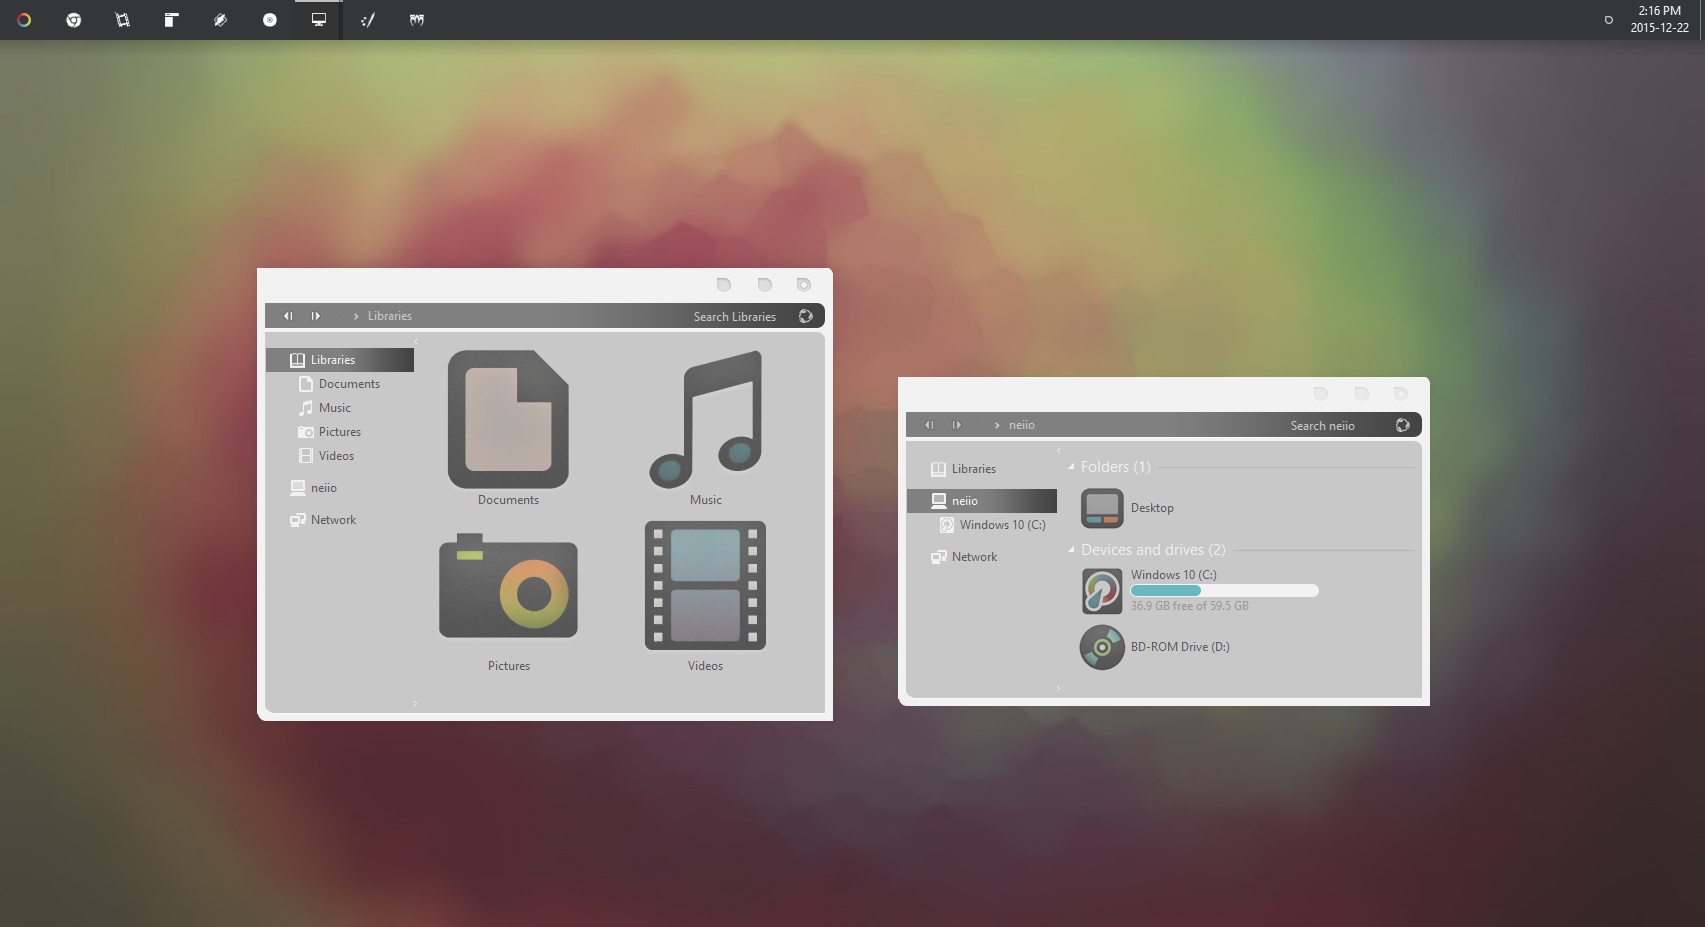 2:16 PM
2015-12-22
Libraries
Search Libraries
Libraries
Documents
Music
Pictures
Videos
neiio
Network
Documents
Music
Pictures
Videos
neiio
Search neiio
Libraries
neiio
Windows 10 (C:)
Network
Folders (1)
Desktop
Devices and drives (2)
Windows 10 (C:)
36.9 GB free of 59.5 GB
BD-ROM Drive (D:)